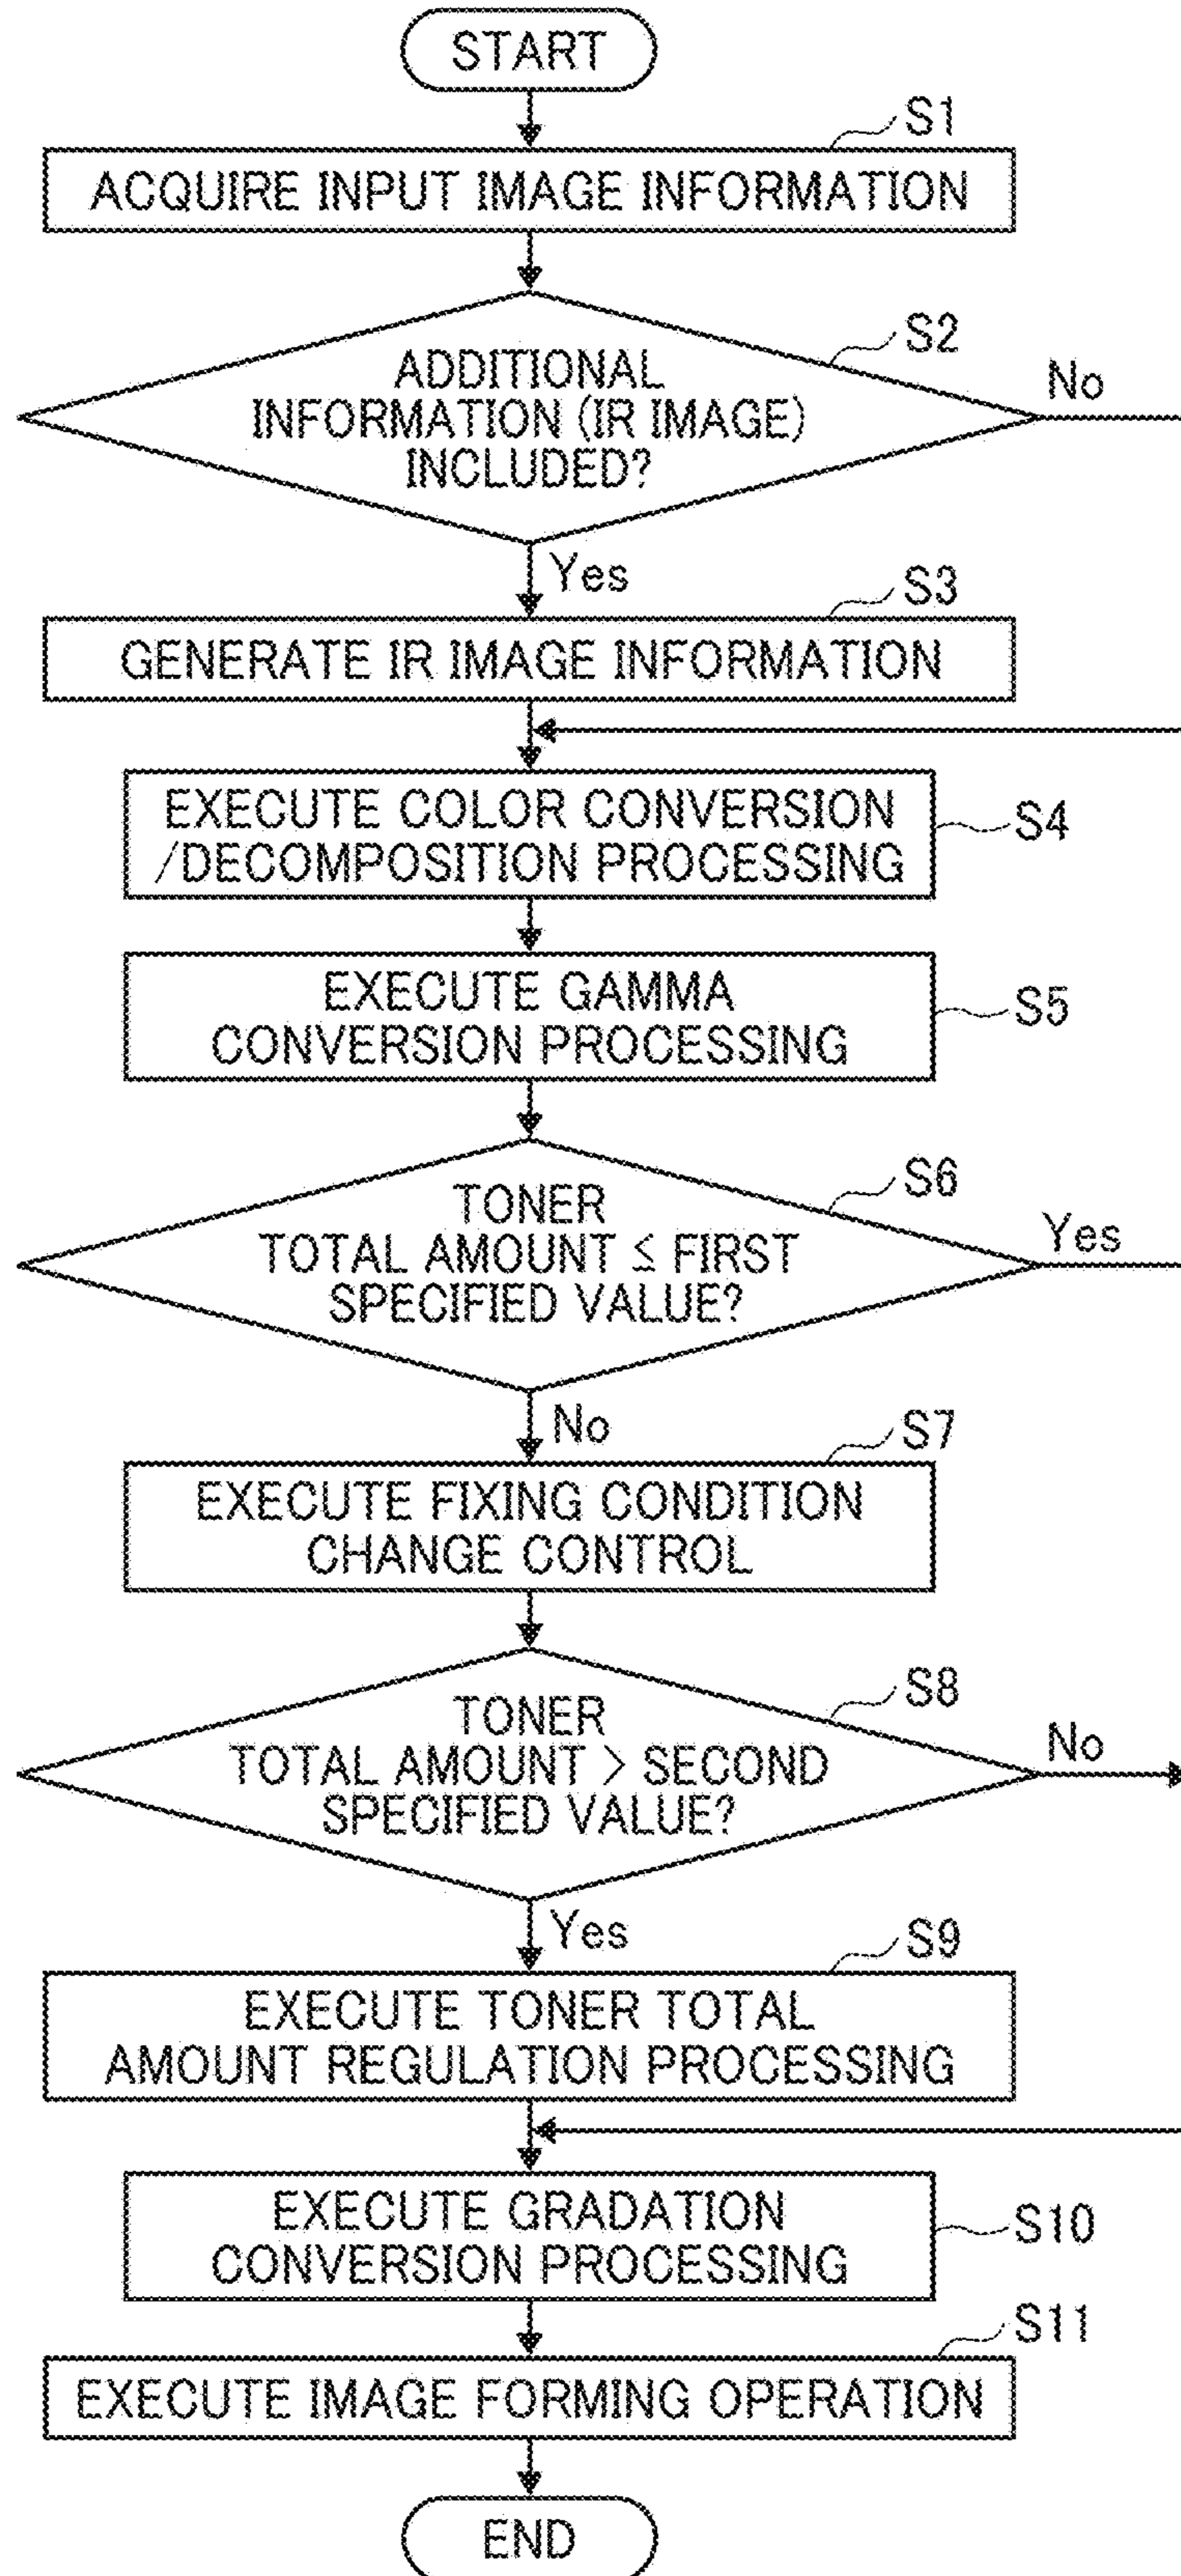 START
S1
ACQUIRE INPUT IMAGE INFORMATION
S2
ADDITIONAL
INFORMATION (IR IMAGE)
INCLUDED?
No
Yes
S3
GENERATE IR IMAGE INFORMATION
EXECUTE COLOR CONVERSION
/DECOMPOSITION PROCESSING
S4
EXECUTE GAMMA
CONVERSION PROCESSING
S5
S6
TONER
TOTAL AMOUNT ≦ FIRST
SPECIFIED VALUE?
Yes
No
S7
EXECUTE FIXING CONDITION
CHANGE CONTROL
S8
TONER
TOTAL AMOUNT > SECOND
SPECIFIED VALUE?
No
Yes
S9
EXECUTE TONER TOTAL
AMOUNT REGULATION PROCESSING
EXECUTE GRADATION
CONVERSION PROCESSING
S10
S11
EXECUTE IMAGE FORMING OPERATION
END